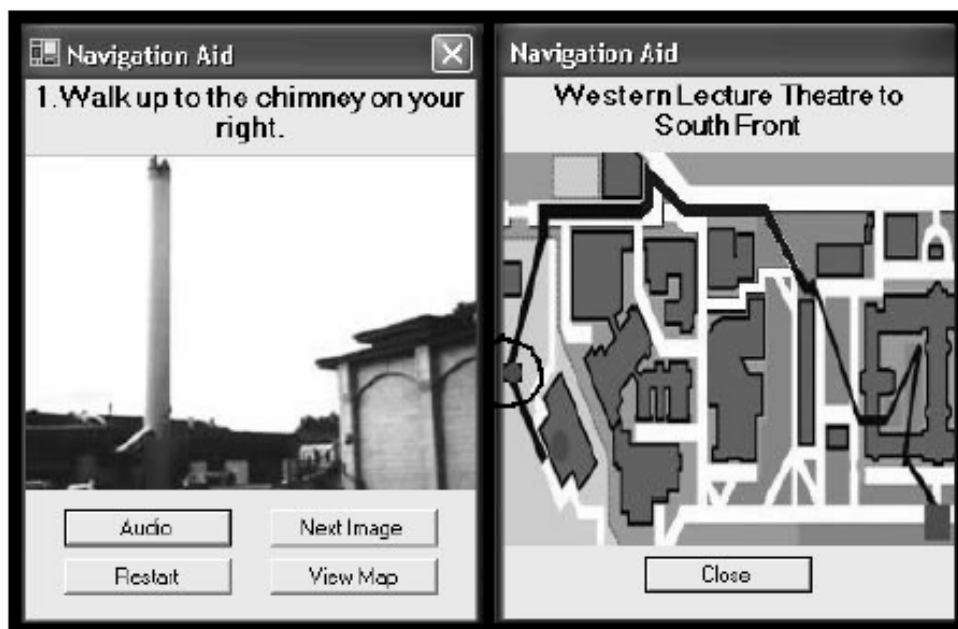 Navigation Aid
1.Walk up to the chimney on your
right.
Audio
Next Image
Restart
View Map
Navigation Aid
Western Lecture Theatre to
South Front
Close